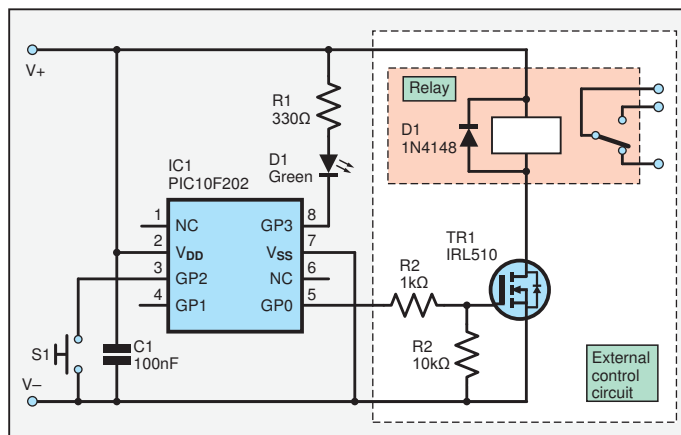 V+
R1
330Ω
Relay
D1
1N4148
D1
Green
IC1
PIC10F202
1
NC
GP3
8
2
VDD
VSS
7
3
GP2
NC
6
4
GP1
GP0
5
TR1
IRL510
R2
1kΩ
R2
10kΩ
S1
C1
100nF
V–
External
control
circuit